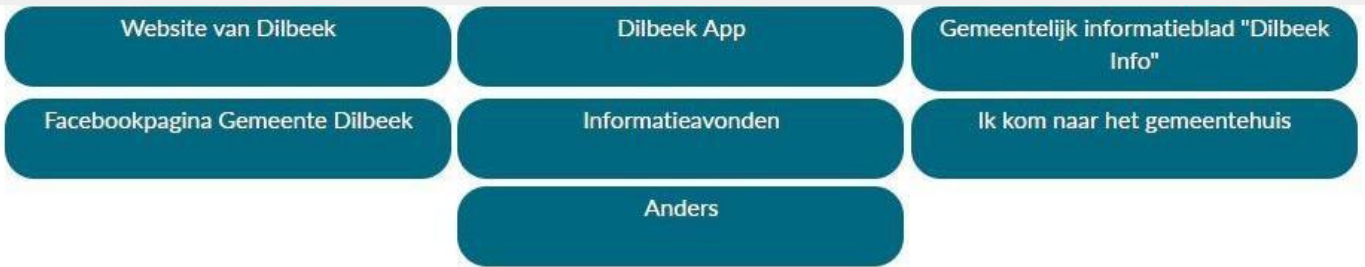 Website van Dilbeek
Dilbeek App
Gemeentelijk informatieblad "Dilbeek
Info"
Facebookpagina Gemeente Dilbeek
Informatieavonden
Ik kom naar het gemeentehuis
Anders